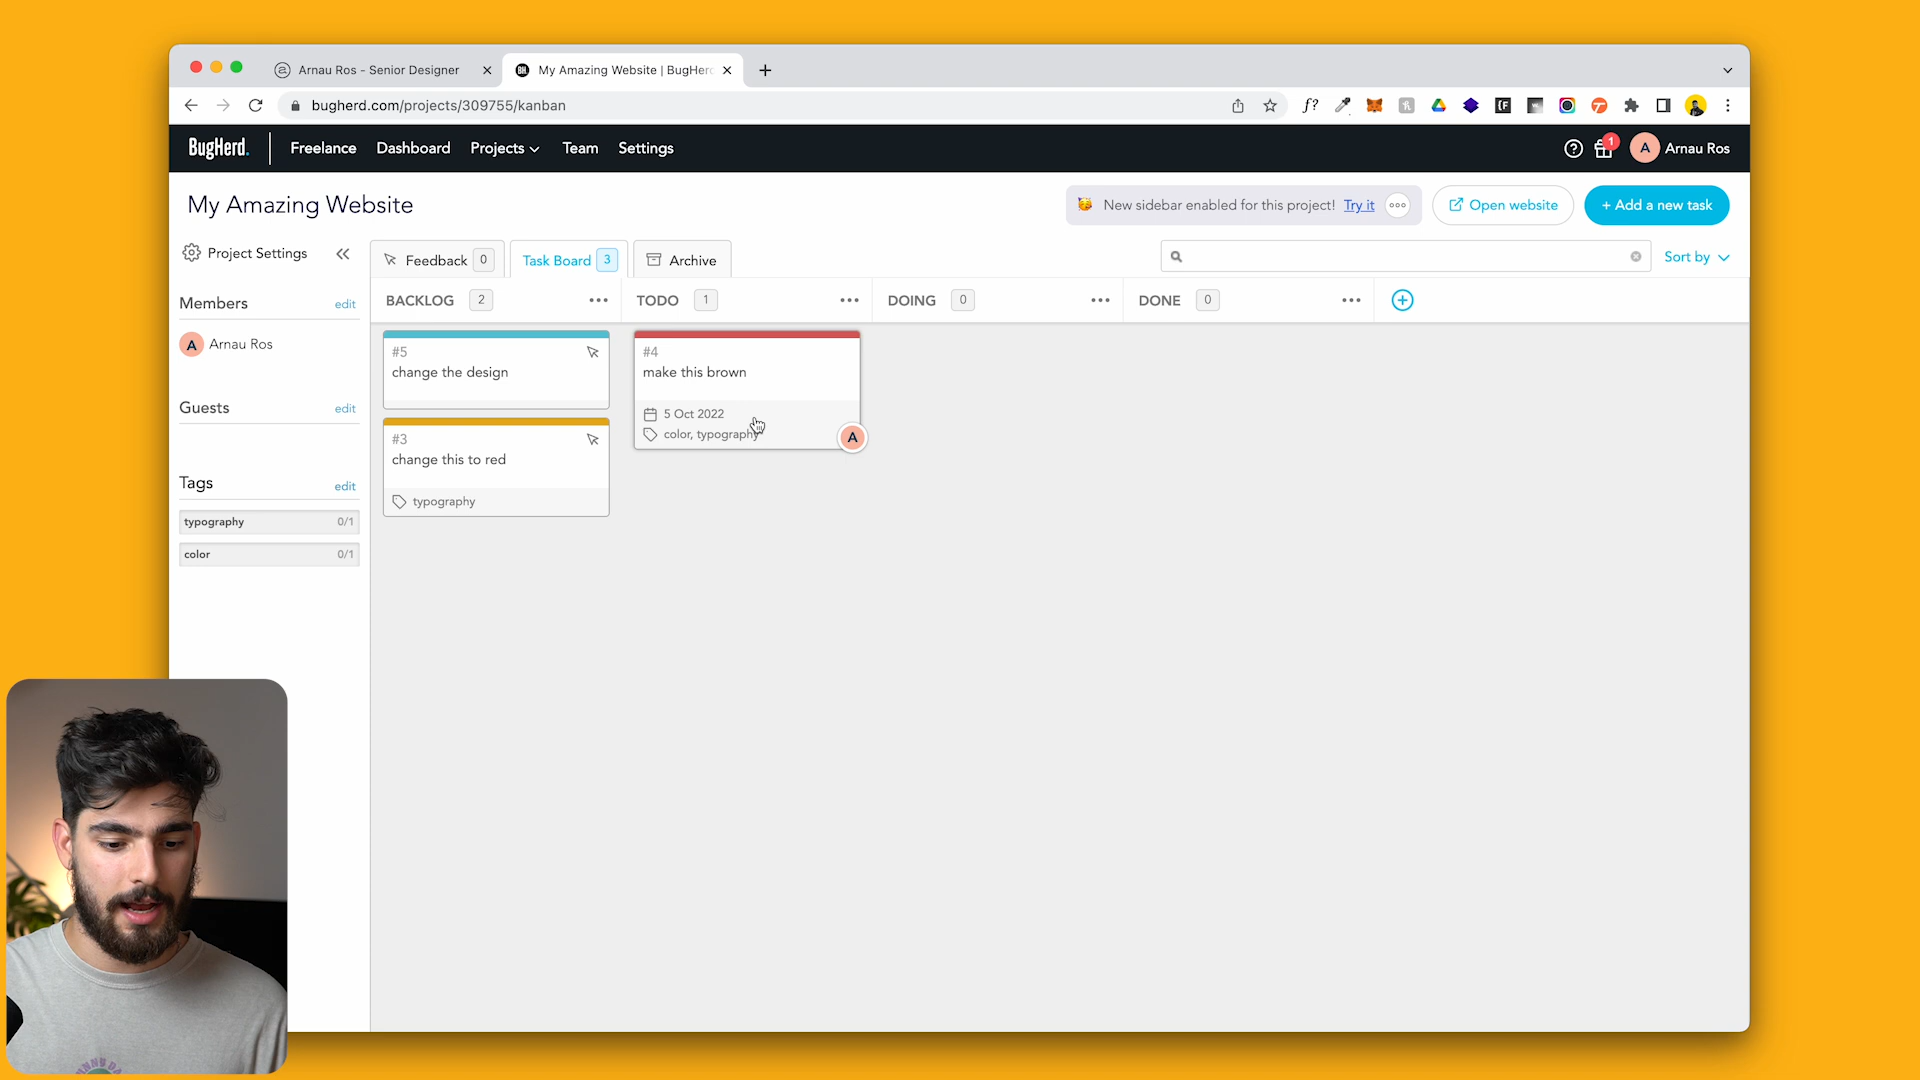 Arnau Ros - Senior Designer
My Amazing Website | BugHerd
bugherd.com/projects/309755/kanban
BugHerd.
Freelance
Dashboard
Projects
Team
Settings
1
A
Arnau Ros
My Amazing Website
New sidebar enabled for this project! Try it
Open website
+ Add a new task
Project Settings
Feedback 0
Task Board 3
Archive
Sort by
Members
edit
BACKLOG 2
TODO 1
DOING 0
DONE 0
A Arnau Ros
#5
change the design
#4
make this brown
5 Oct 2022
color, typography
A
Guests
edit
#3
change this to red
typography
Tags
edit
typography 0/1
color 0/1